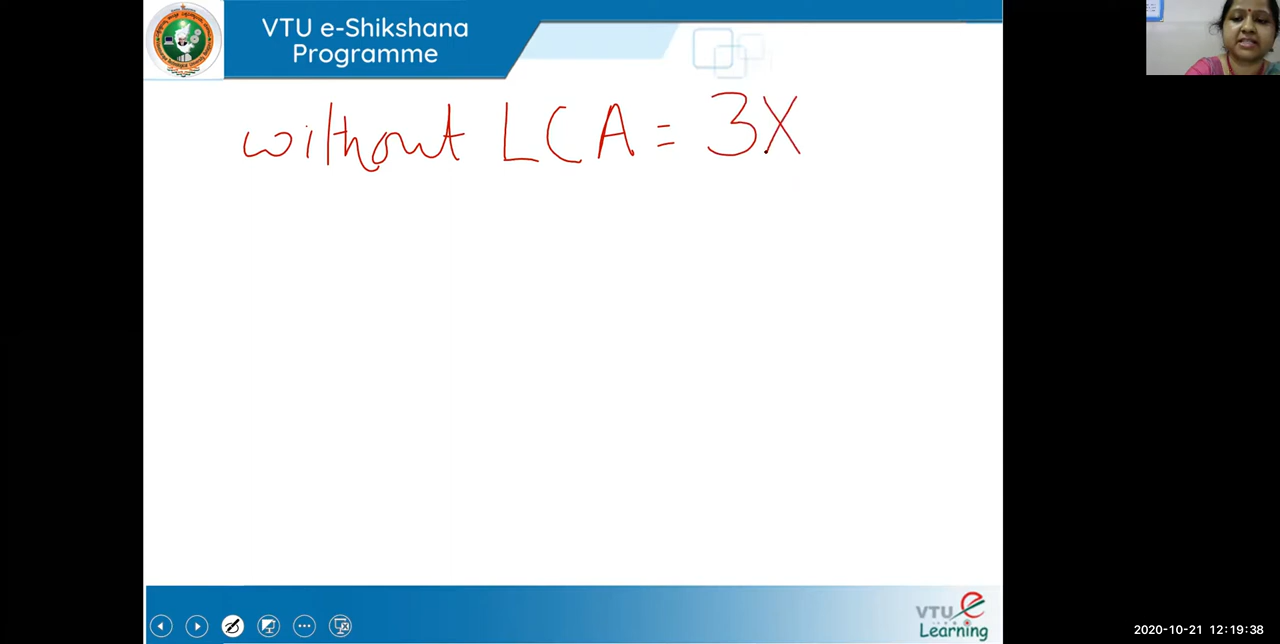 VTU e-Shikshana
Programme
without LCA = 3X
VTU
Learning
2020-10-21 12:19:38